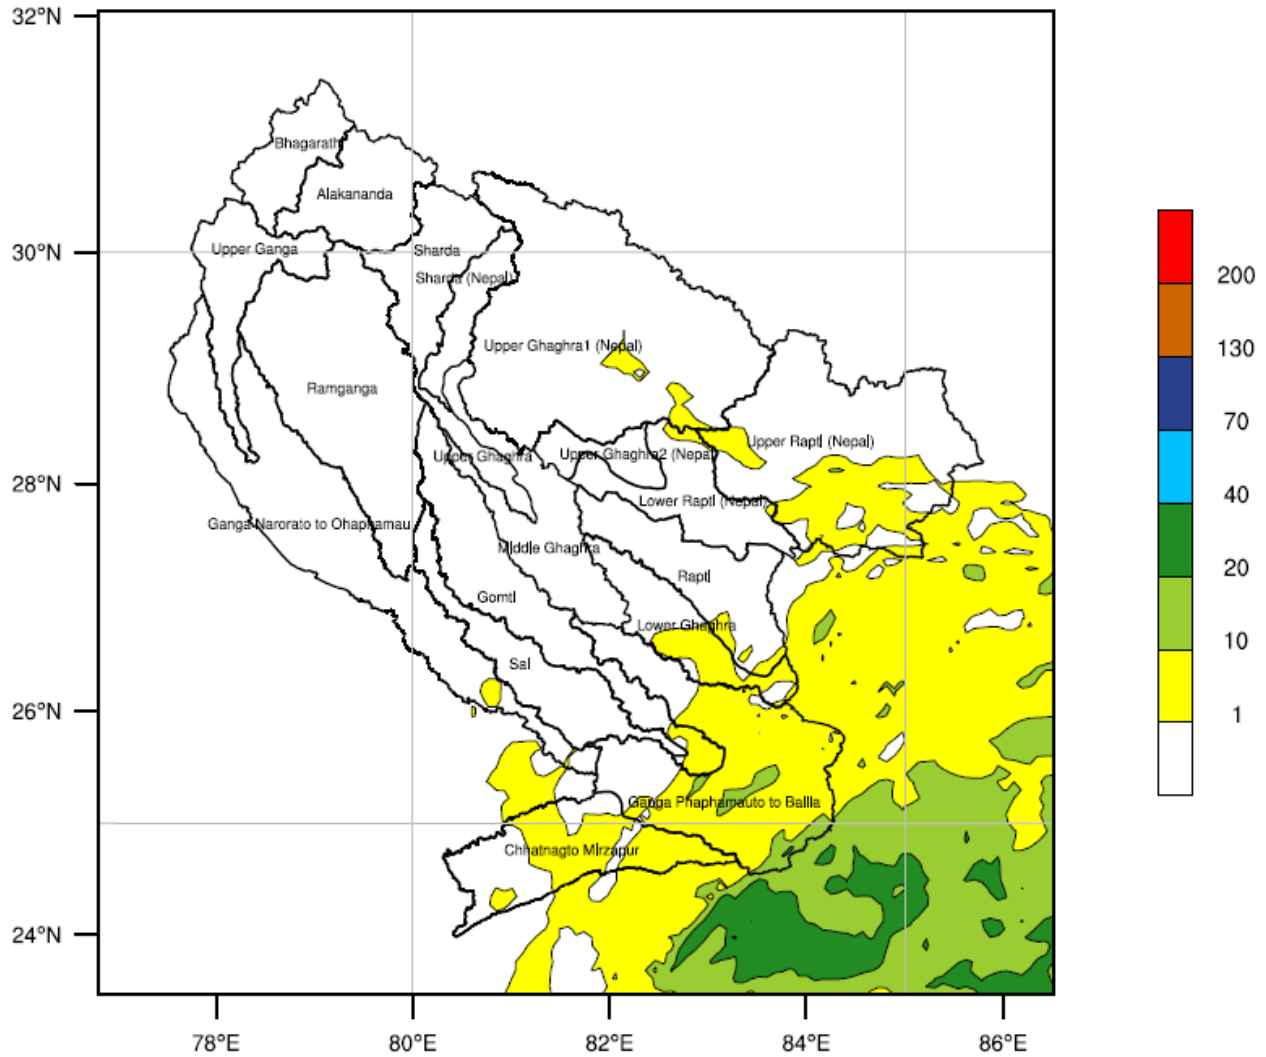 32°N
Bhagarath
Alakananda
Upper Ganga
Sharda
30°N
Sharda (Nepal)
200
Upper Ghaghra1 (Nepal)
130
Ramganga
70
Upper Rapti (Nepal)
Upper Ghaghra
Upper Ghaghra2 (Nepal
28°N
40
Lower Rapti (Nepal)
Ganga Narorato to Ohaphamau
Middle Ghaghra
20
Rapti
Gomti
Lower Ghaghra
10
Sal
26°N
1
Ganga Phaphamauto to Ballia
Chhatnagto Mirzapur
24°N
78°E
80°E
82°E
84°E
86°E